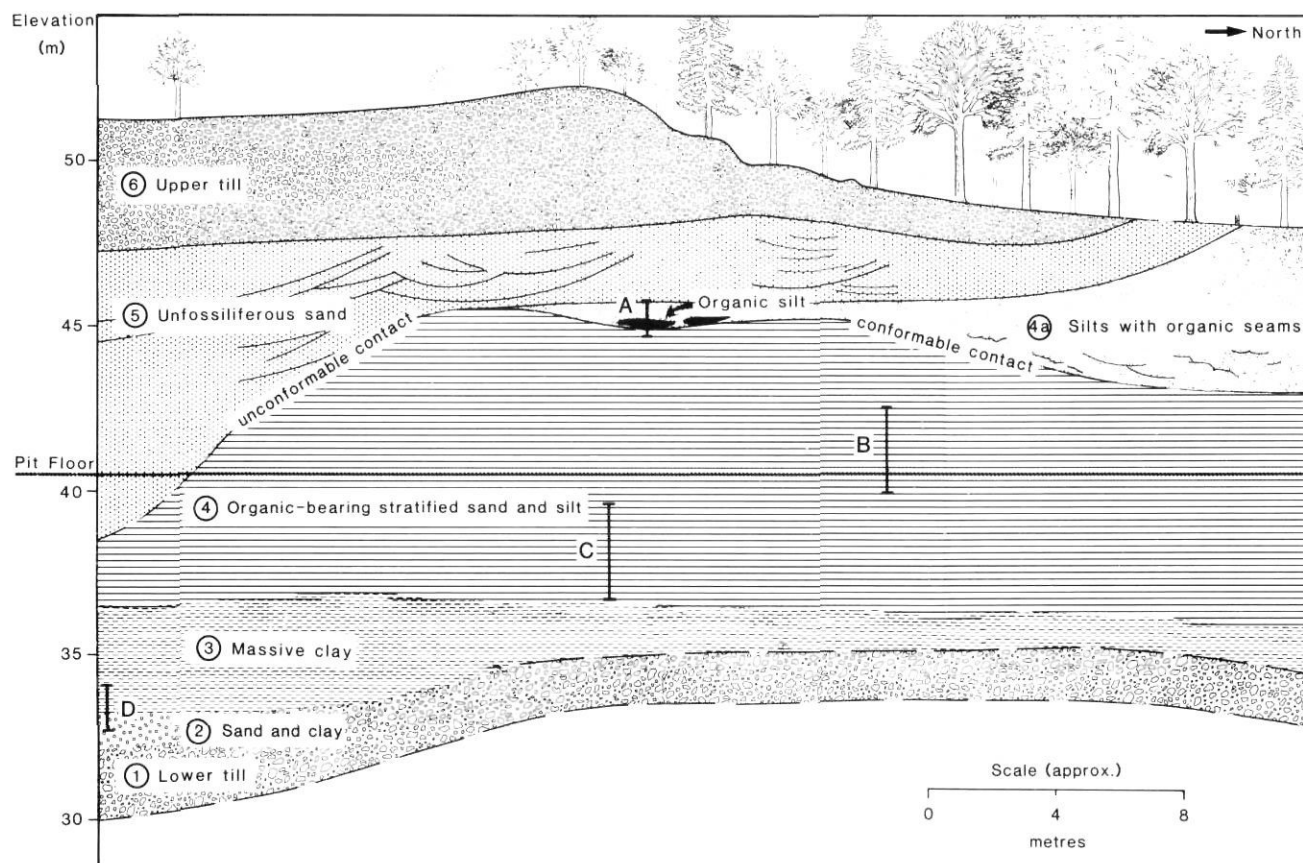 Elevation
(m)
North
50
6 Upper till
A
Organic silt
5 Unfossiliferous sand
45
4a Silts with organic seams
unconformable contact
conformable contact
B
Pit Floor
40
4 Organic-bearing stratified sand and silt
C
3 Massive clay
35
D
2 Sand and clay
1 Lower till
Scale (approx.)
0 4 8
metres
30